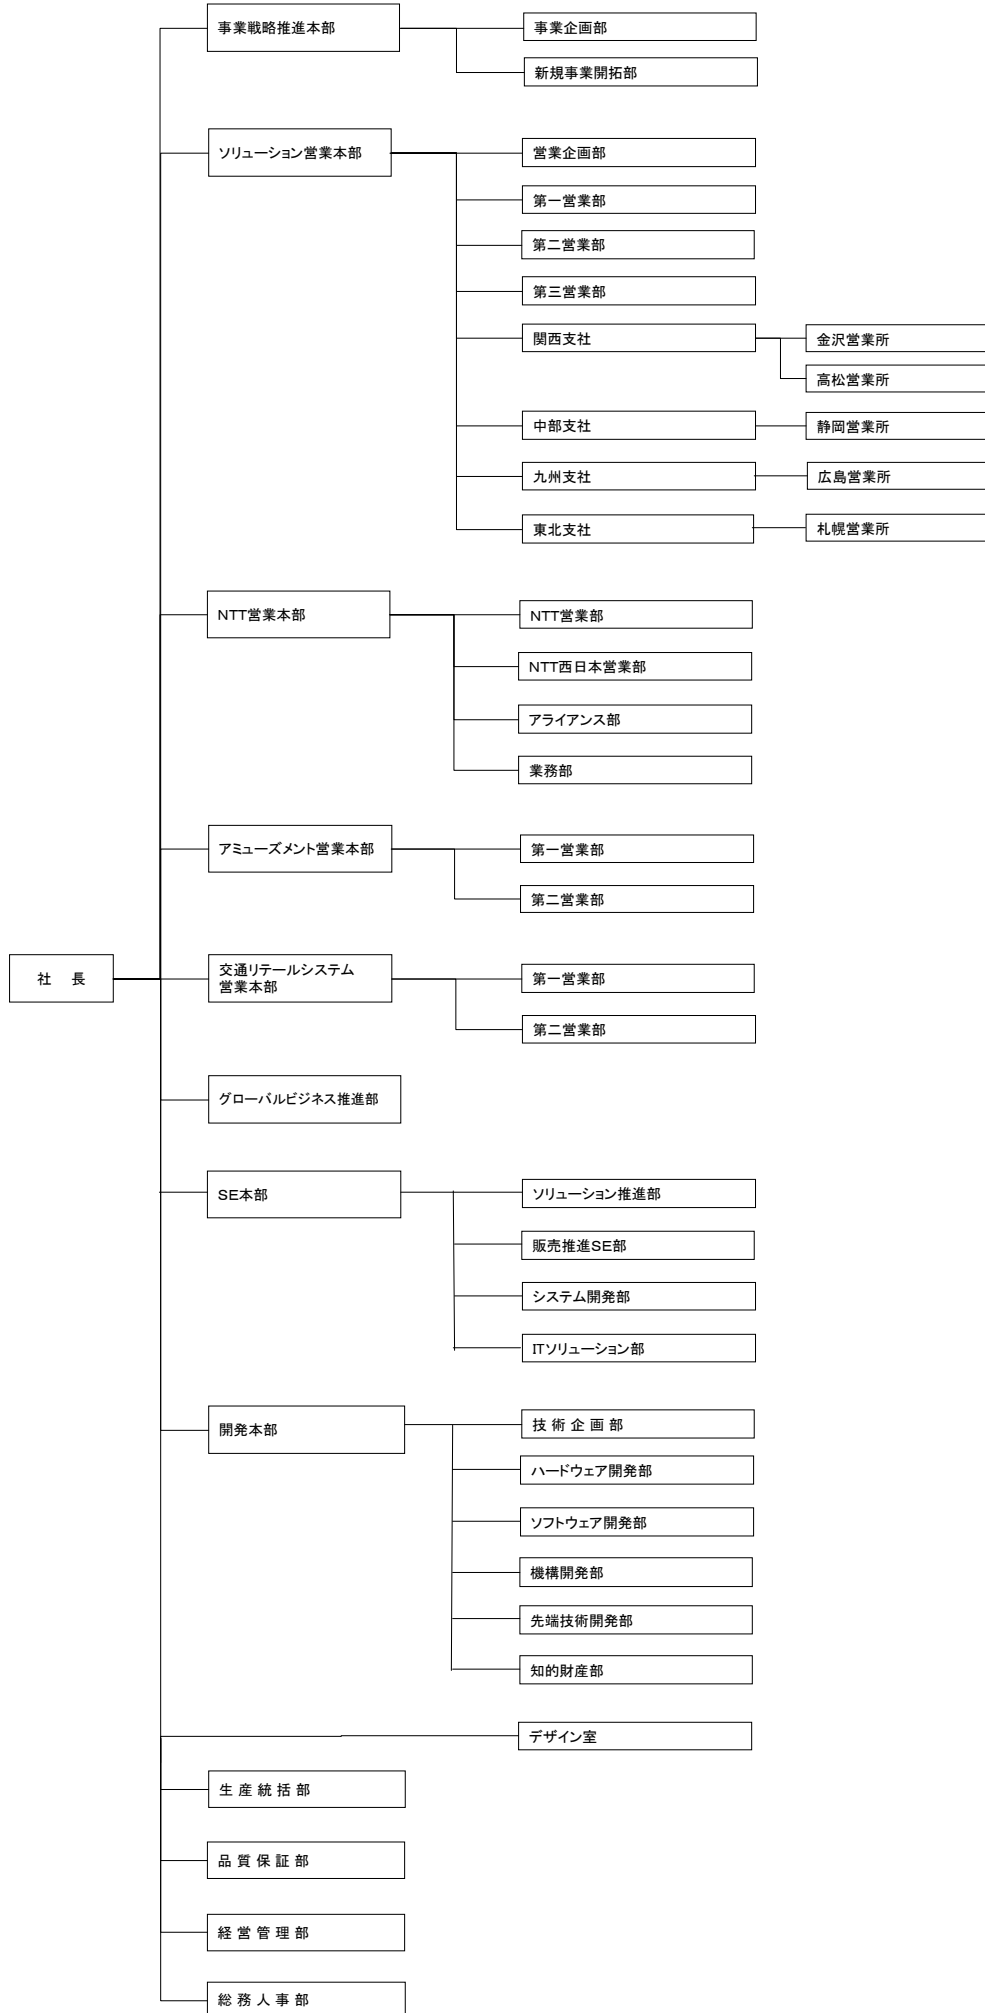 事業戦略推進本部
事業企画部
新規事業開拓部
ソリューション営業本部
営業企画部
第一営業部
第二営業部
第三営業部
関西支社
金沢営業所
高松営業所
中部支社
静岡営業所
九州支社
広島営業所
東北支社
札幌営業所
NTT営業本部
NTT営業部
NTT西日本営業部
アライアンス部
業務部
アミューズメント営業本部
第一営業部
第二営業部
社　長
交通リテールシステム
営業本部
第一営業部
第二営業部
グローバルビジネス推進部
SE本部
ソリューション推進部
販売推進SE部
システム開発部
ITソリューション部
開発本部
技 術 企 画 部
ハードウェア開発部
ソフトウェア開発部
機構開発部
先端技術開発部
知的財産部
デザイン室
生 産 統 括 部
品 質 保 証 部
経 営 管 理 部
総 務 人 事 部